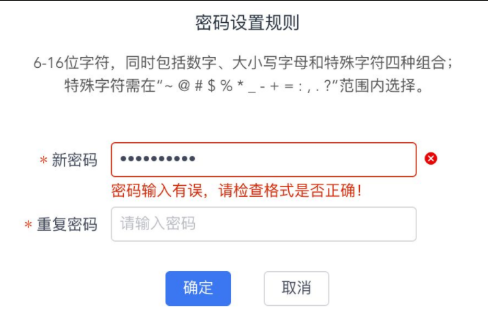 密码设置规则
6-16位字符，同时包括数字、大小写字母和特殊字符四种组合；
特殊字符需在“~ @ # $ % * _ - + = : , . ?”范围内选择。
* 新密码 ••••••••••
密码输入有误，请检查格式是否正确！
* 重复密码 请输入密码
确定 取消